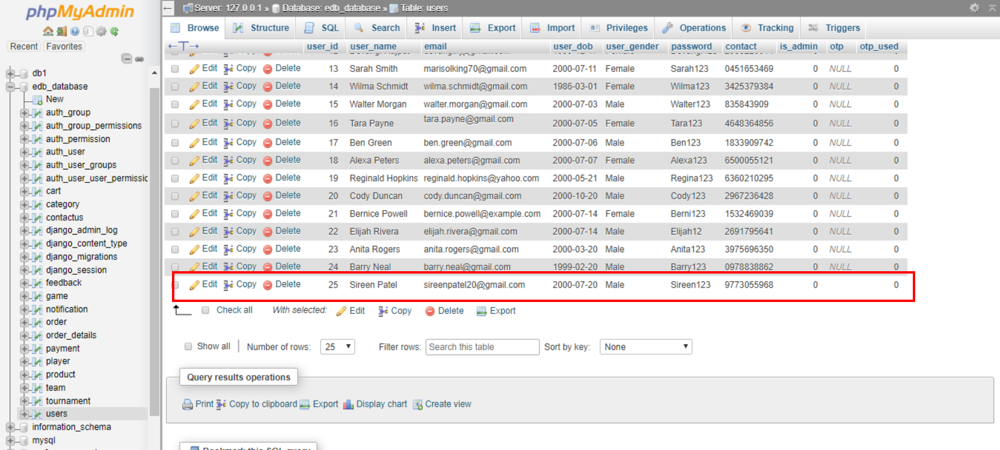 phpMyAdmin
Recent Favorites
db1
edb_database
New
auth_group
auth_group_permissions
auth_permission
auth_user
auth_user_groups
auth_user_user_permissic
cart
category
contactus
django_admin_log
django_content_type
django_migrations
django_session
feedback
game
notification
order
order_details
payment
player
product
team
tournament
users
information_schema
mysql
Server: 127.0.0.1 » Database: edb_database » Table: users
Browse Structure SQL Search Insert Export Import Privileges Operations Tracking Triggers
user_id user_name email user_dob user_gender password contact is_admin otp otp_used
Edit Copy Delete 13 Sarah Smith marisolking70@gmail.com 2000-07-11 Female Sarah123 0451653469 0 NULL 0
Edit Copy Delete 14 Wilma Schmidt wilma.schmidt@gmail.com 1986-03-01 Female Wilma123 3425379384 0 NULL 0
Edit Copy Delete 15 Walter Morgan walter.morgan@gmail.com 2000-07-03 Male Walter123 835843909 0 NULL 0
Edit Copy Delete 16 Tara Payne tara.payne@gmail.com 2000-07-05 Female Tara123 4648364856 0 NULL 0
Edit Copy Delete 17 Ben Green ben.green@gmail.com 2000-07-06 Male Ben123 1833909742 0 NULL 0
Edit Copy Delete 18 Alexa Peters alexa.peters@gmail.com 2000-07-07 Female Alexa123 6500055121 0 NULL 0
Edit Copy Delete 19 Reginald Hopkins reginald.hopkins@yahoo.com 2000-05-21 Male Regina123 6360210295 0 NULL 0
Edit Copy Delete 20 Cody Duncan cody.duncan@gmail.com 2000-10-20 Male Cody123 2967236428 0 NULL 0
Edit Copy Delete 21 Bernice Powell bernice.powell@example.com 2000-07-14 Female Berni123 1532469039 0 NULL 0
Edit Copy Delete 22 Elijah Rivera elijah.rivera@gmail.com 2000-07-14 Male Elijah12 2691795641 0 NULL 0
Edit Copy Delete 23 Anita Rogers anita.rogers@gmail.com 2000-03-20 Male Anita123 3975696350 0 NULL 0
Edit Copy Delete 24 Barry Neal barry.neal@gmail.com 1999-02-20 Male Barry123 0978838862 0 NULL 0
Edit Copy Delete 25 Sireen Patel sireenpatel20@gmail.com 2000-07-20 Male Sireen123 9773055968 0 0
Check all With selected: Edit Copy Delete Export
Show all Number of rows: 25 Filter rows: Search this table Sort by key: None
Query results operations
Print Copy to clipboard Export Display chart Create view
Bookmark this SQL query